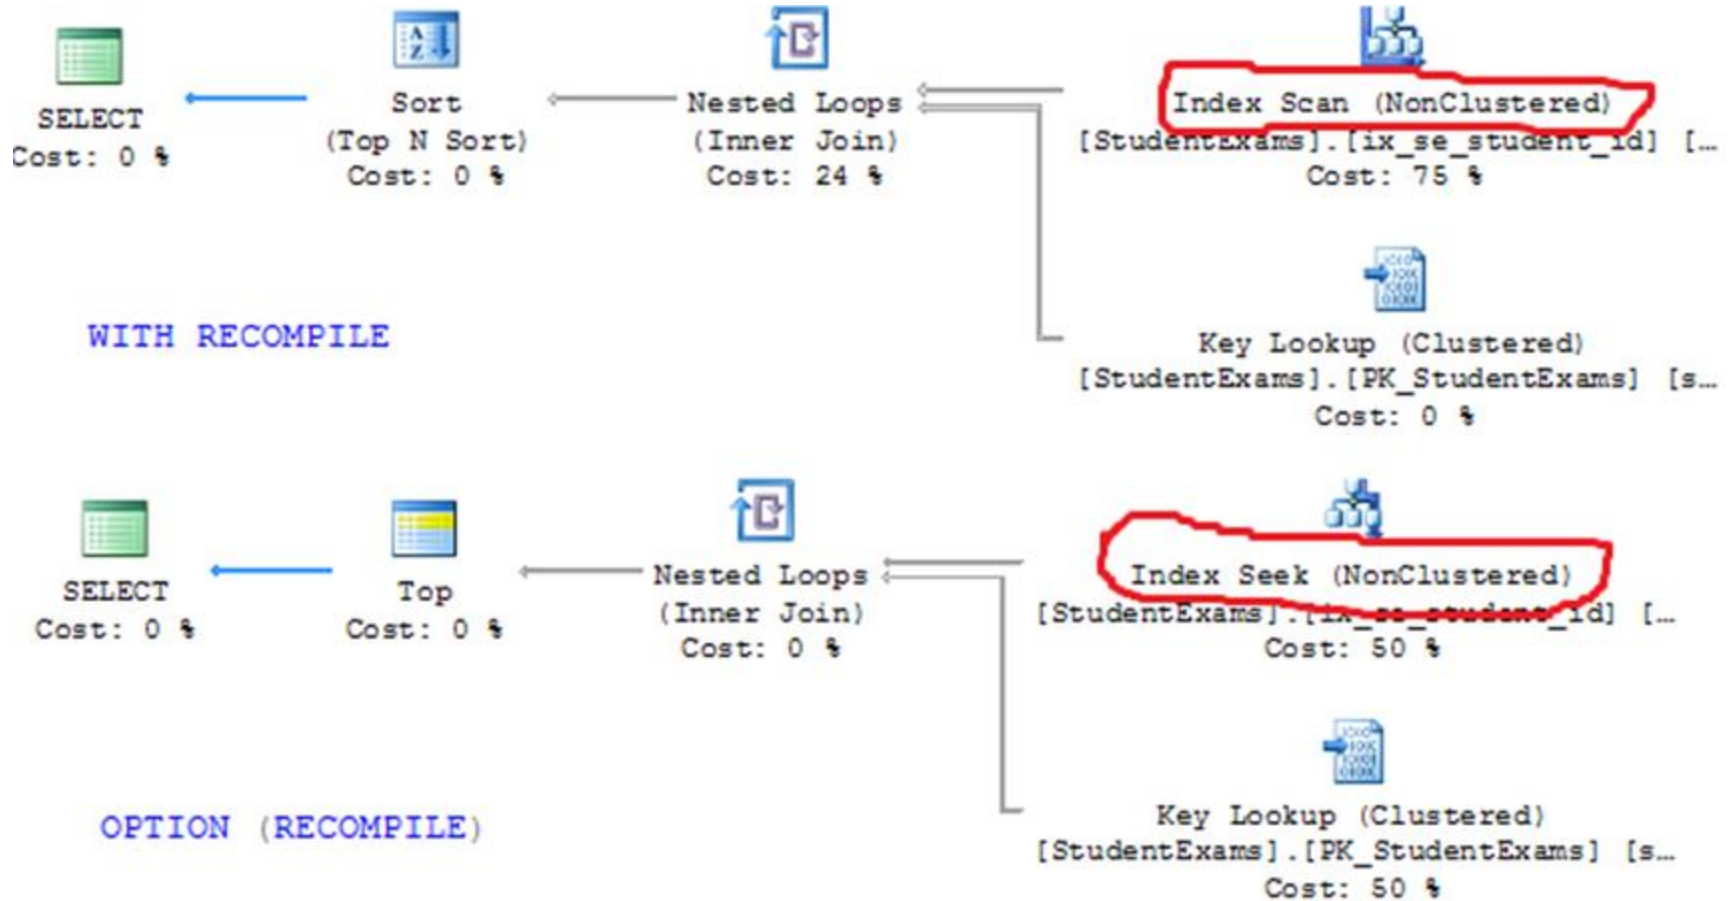 SELECT
Cost: 0 %
Sort
(Top N Sort)
Cost: 0 %
Nested Loops
(Inner Join)
Cost: 24 %
Index Scan (NonClustered)
[StudentExams].[ix_se_student_id] […
Cost: 75 %
Key Lookup (Clustered)
[StudentExams].[PK_StudentExams] [s…
Cost: 0 %
WITH RECOMPILE
SELECT
Cost: 0 %
Top
Cost: 0 %
Nested Loops
(Inner Join)
Cost: 0 %
Index Seek (NonClustered)
[StudentExams].[ix_se_student_id] […
Cost: 50 %
Key Lookup (Clustered)
[StudentExams].[PK_StudentExams] [s…
Cost: 50 %
OPTION (RECOMPILE)